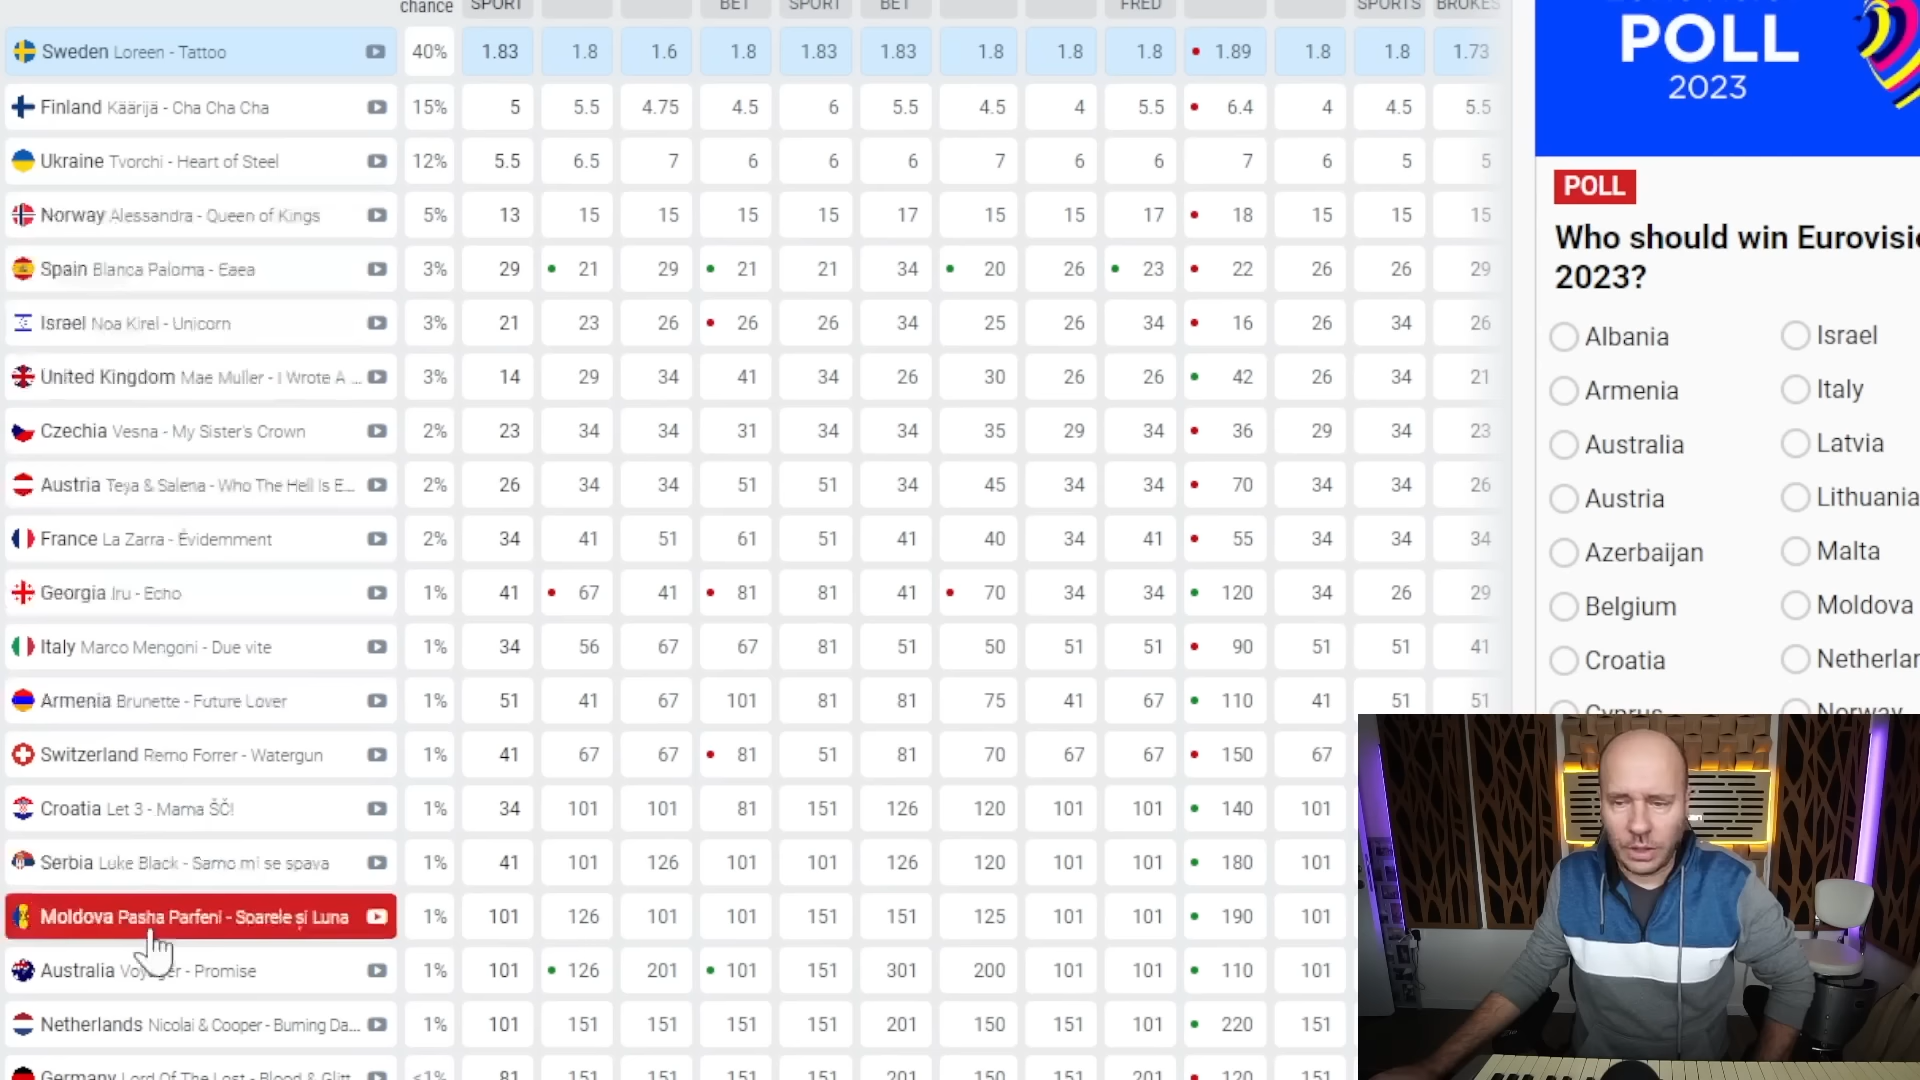 chance SPORT BET SPORT BET FRED SPORTS BROKES
Sweden Loreen - Tattoo 40% 1.83 1.8 1.6 1.8 1.83 1.83 1.8 1.8 1.8 1.89 1.8 1.8 1.73
Finland Käärijä - Cha Cha Cha 15% 5 5.5 4.75 4.5 6 5.5 4.5 4 5.5 6.4 4 4.5 5.5
Ukraine Tvorchi - Heart of Steel 12% 5.5 6.5 7 6 6 6 7 6 6 7 6 5 5
Norway Alessandra - Queen of Kings 5% 13 15 15 15 15 17 15 15 17 18 15 15 15
Spain Blanca Paloma - Eaea 3% 29 21 29 21 21 34 20 26 23 22 26 26 29
Israel Noa Kirel - Unicorn 3% 21 23 26 26 26 34 25 26 34 16 26 34 26
United Kingdom Mae Muller - I Wrote A ... 3% 14 29 34 41 34 26 30 26 26 42 26 34 21
Czechia Vesna - My Sister's Crown 2% 23 34 34 31 34 34 35 29 34 36 29 34 23
Austria Teya & Salena - Who The Hell Is E... 2% 26 34 34 51 51 34 45 34 34 70 34 34 26
France La Zarra - Évidemment 2% 34 41 51 61 51 41 40 34 41 55 34 34 34
Georgia Iru - Echo 1% 41 67 41 81 81 41 70 34 34 120 34 26 29
Italy Marco Mengoni - Due vite 1% 34 56 67 67 81 51 50 51 51 90 51 51 41
Armenia Brunette - Future Lover 1% 51 41 67 101 81 81 75 41 67 110 41 51 51
Switzerland Remo Forrer - Watergun 1% 41 67 67 81 51 81 70 67 67 150 67
Croatia Let 3 - Mama ŠČ! 1% 34 101 101 81 151 126 120 101 101 140 101
Serbia Luke Black - Samo mi se spava 1% 41 101 126 101 101 126 120 101 101 180 101
Moldova Pasha Parfeni - Soarele și Luna 1% 101 126 101 101 151 151 125 101 101 190 101
Australia Voyager - Promise 1% 101 126 201 101 151 301 200 101 101 110 101
Netherlands Nicolai & Cooper - Burning Da... 1% 101 151 151 151 151 201 150 151 101 220 151
Germany Lord Of The Lost - Blood & Glitt <1% 81 151 151 151 151 201 150 151 201 120 151
POLL
2023
POLL
Who should win Eurovisi
2023?
Albania Israel
Armenia Italy
Australia Latvia
Austria Lithuania
Azerbaijan Malta
Belgium Moldova
Croatia Netherlar
Cyprus Norway